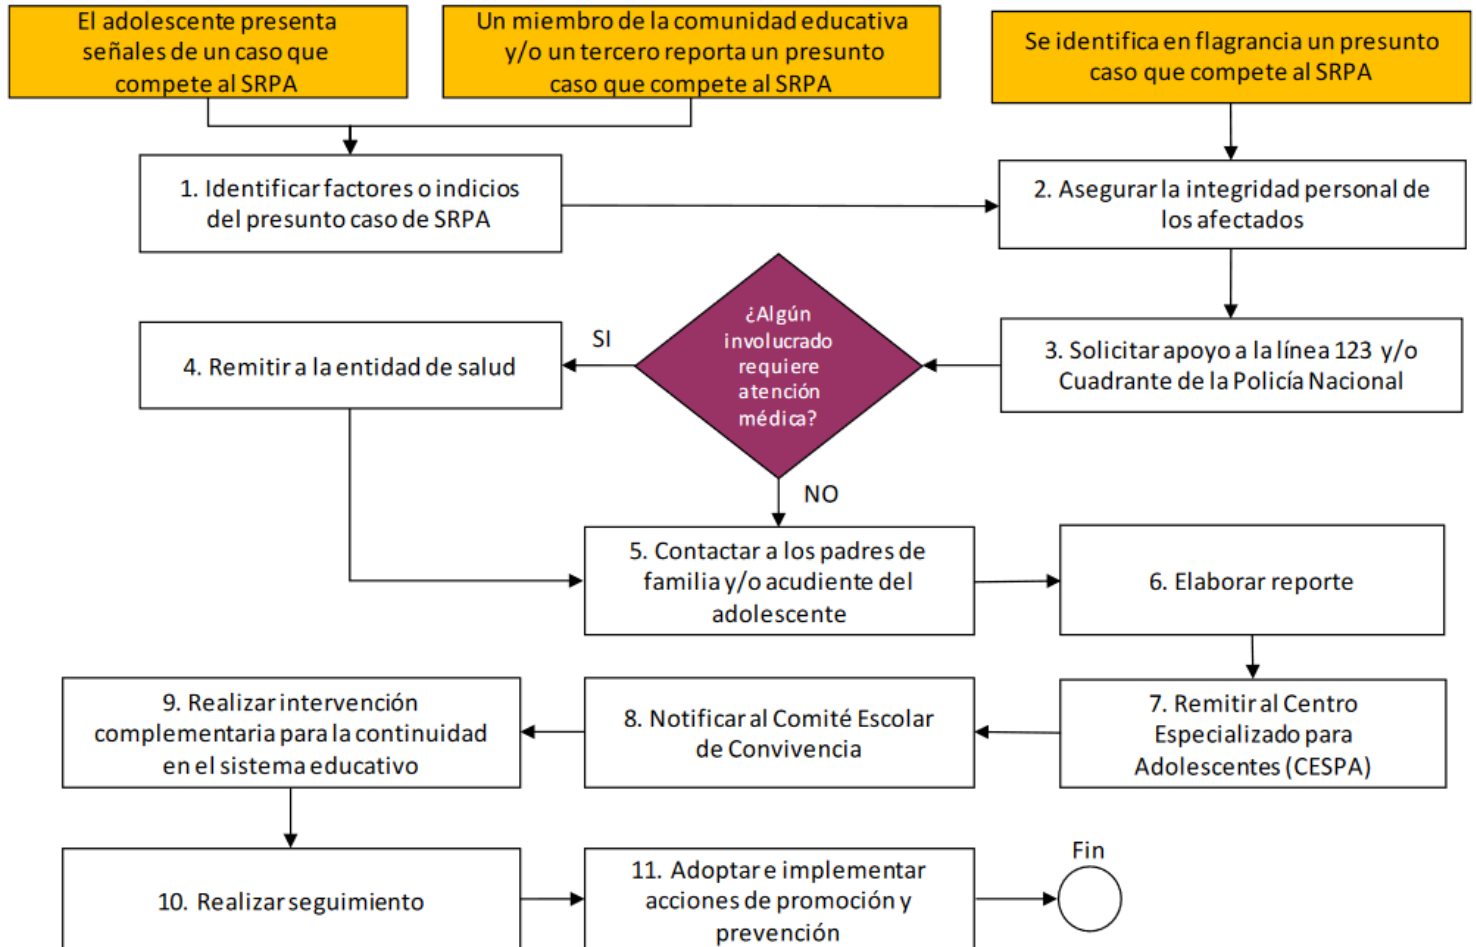 El adolescente presenta
señales de un caso que
compete al SRPA
Un miembro de la comunidad educativa
y/o un tercero reporta un presunto
caso que compete al SRPA
Se identifica en flagrancia un presunto
caso que compete al SRPA
1. Identificar factores o indicios
del presunto caso de SRPA
2. Asegurar la integridad personal de
los afectados
3. Solicitar apoyo a la línea 123 y/o
Cuadrante de la Policía Nacional
¿Algún
involucrado
requiere
atención
médica?
SI
4. Remitir a la entidad de salud
NO
5. Contactar a los padres de
familia y/o acudiente del
adolescente
6. Elaborar reporte
7. Remitir al Centro
Especializado para
Adolescentes (CESPA)
8. Notificar al Comité Escolar
de Convivencia
9. Realizar intervención
complementaria para la continuidad
en el sistema educativo
10. Realizar seguimiento
11. Adoptar e implementar
acciones de promoción y
prevención
Fin